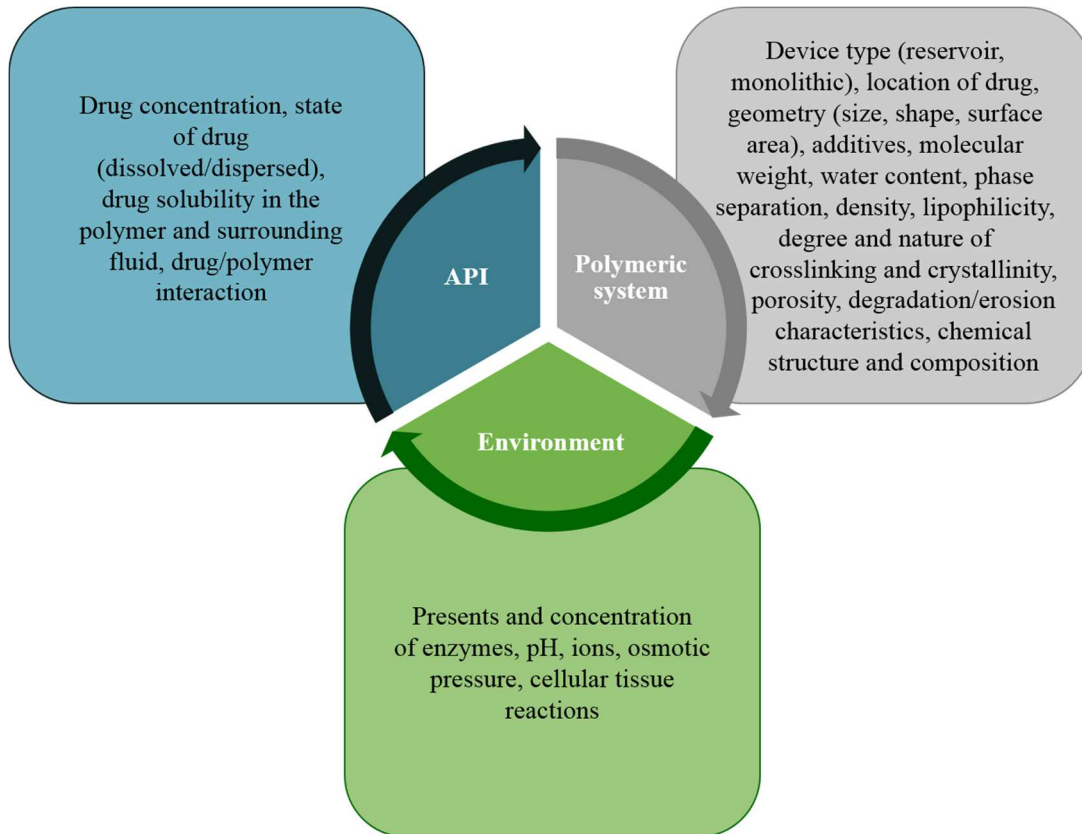 Drug concentration, state
of drug
(dissolved/dispersed),
drug solubility in the
polymer and surrounding
fluid, drug/polymer
interaction
API
Device type (reservoir,
monolithic), location of drug,
geometry (size, shape, surface
area), additives, molecular
weight, water content, phase
separation, density, lipophilicity,
degree and nature of
crosslinking and crystallinity,
porosity, degradation/erosion
characteristics, chemical
structure and composition
Polymeric
system
Environment
Presents and concentration
of enzymes, pH, ions, osmotic
pressure, cellular tissue
reactions